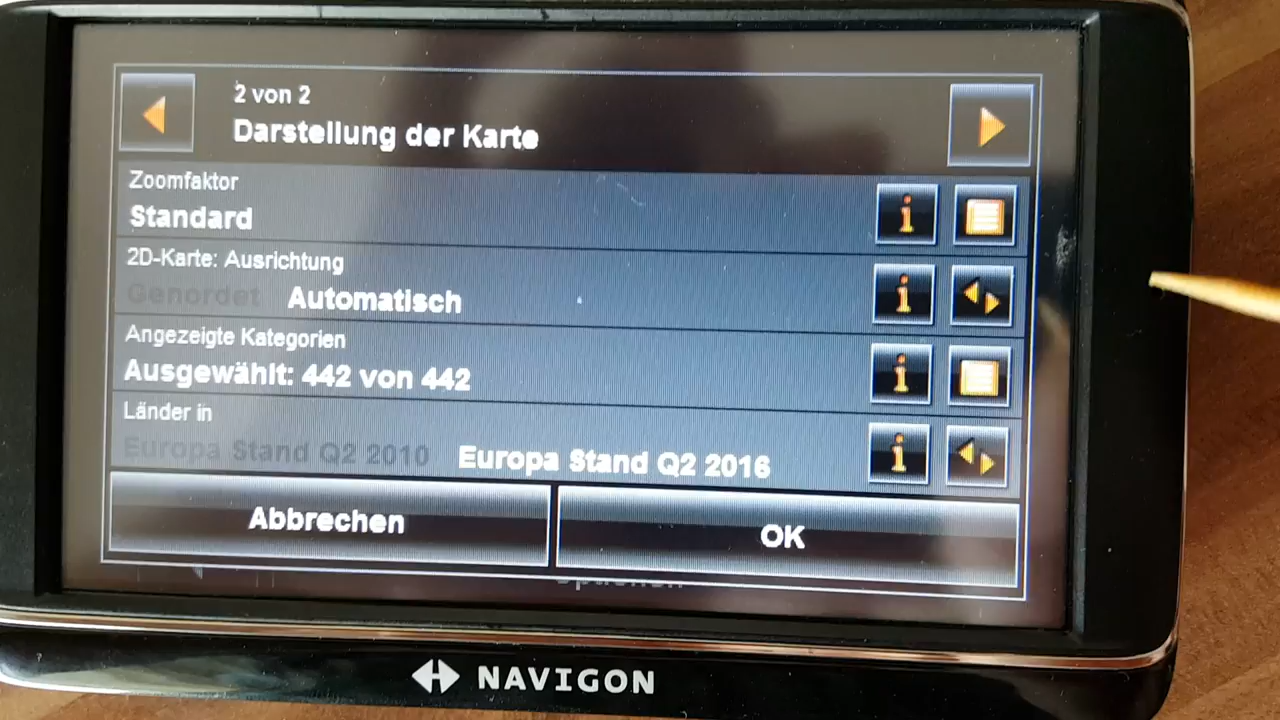 2 von 2
Darstellung der Karte
Zoomfaktor
Standard
2D-Karte: Ausrichtung
Genordet Automatisch
Angezeigte Kategorien
Ausgewählt: 442 von 442
Länder in
Europa Stand Q2 2010 Europa Stand Q2 2016
Abbrechen OK
Optionen
NAVIGON